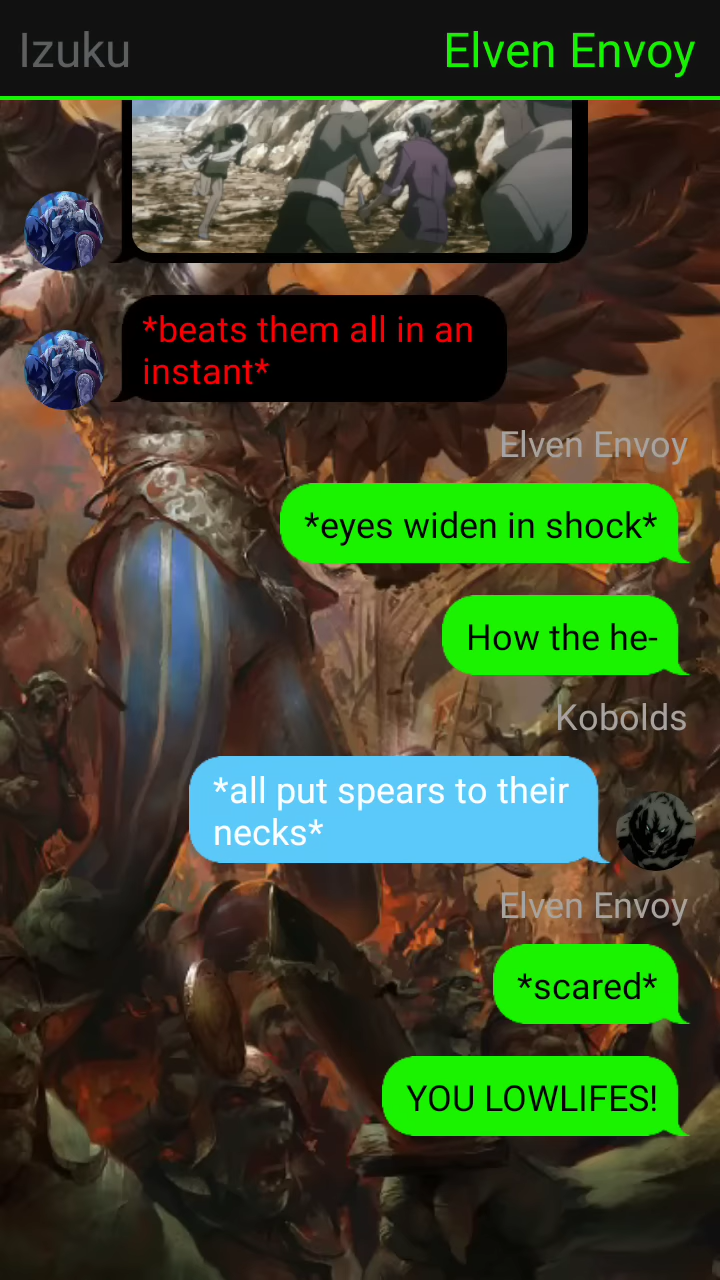 Izuku
Elven Envoy
*beats them all in an
instant*
Elven Envoy
*eyes widen in shock*
How the he-
Kobolds
*all put spears to their
necks*
Elven Envoy
*scared*
YOU LOWLIFES!